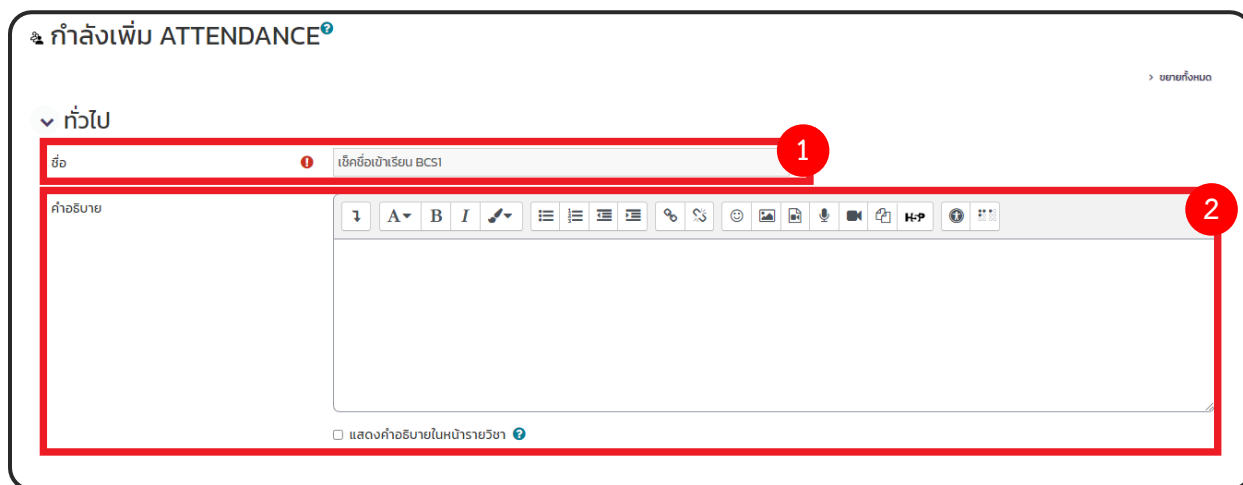 กำลังเพิ่ม ATTENDANCE
ขยายทั้งหมด
ทั่วไป
ชื่อ
เช็คชื่อเข้าเรียน BCS1
1
คำอธิบาย
A B I H-P
2
แสดงคำอธิบายในหน้ารายวิชา